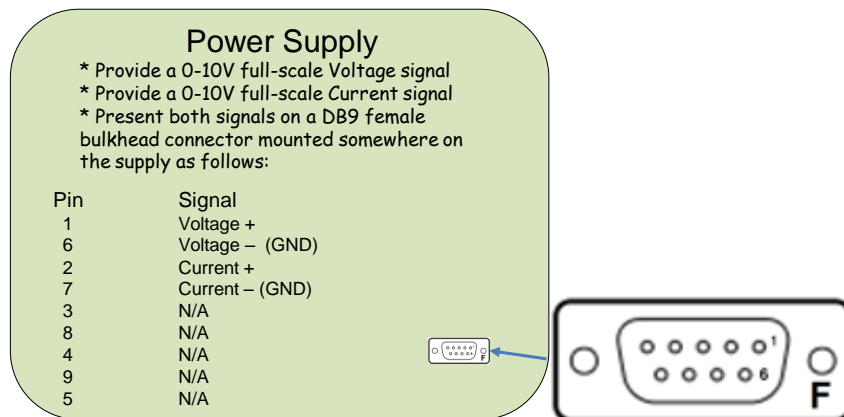 Power Supply
* Provide a 0-10V full-scale Voltage signal
* Provide a 0-10V full-scale Current signal
* Present both signals on a DB9 female
bulkhead connector mounted somewhere on
the supply as follows:
Pin Signal
1 Voltage +
6 Voltage – (GND)
2 Current +
7 Current – (GND)
3 N/A
8 N/A
4 N/A
9 N/A
5 N/A
F
1
6
F